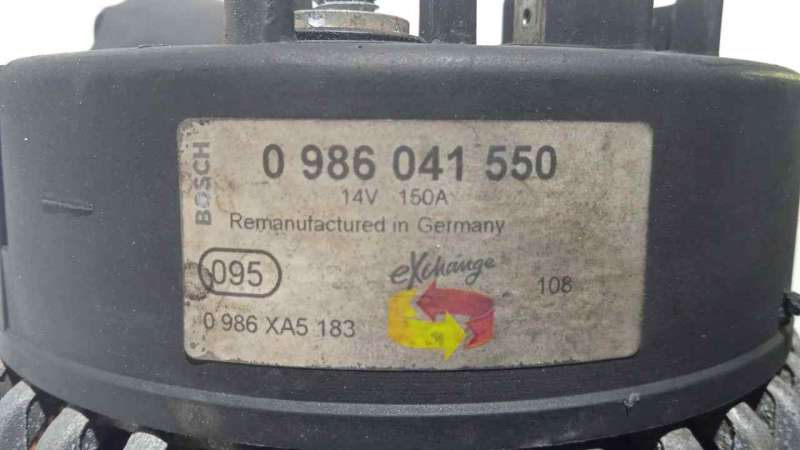 BOSCH
0 986 041 550
14V 150A
Remanufactured in Germany
095
eXchange
108
0 986 XA5 183